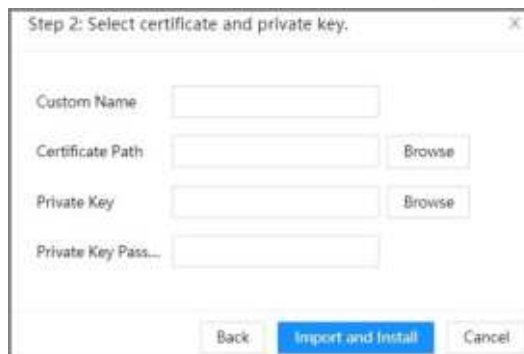 Step 2: Select certificate and private key.
Custom Name
Certificate Path
Browse
Private Key
Browse
Private Key Pass...
Back
Import and Install
Cancel